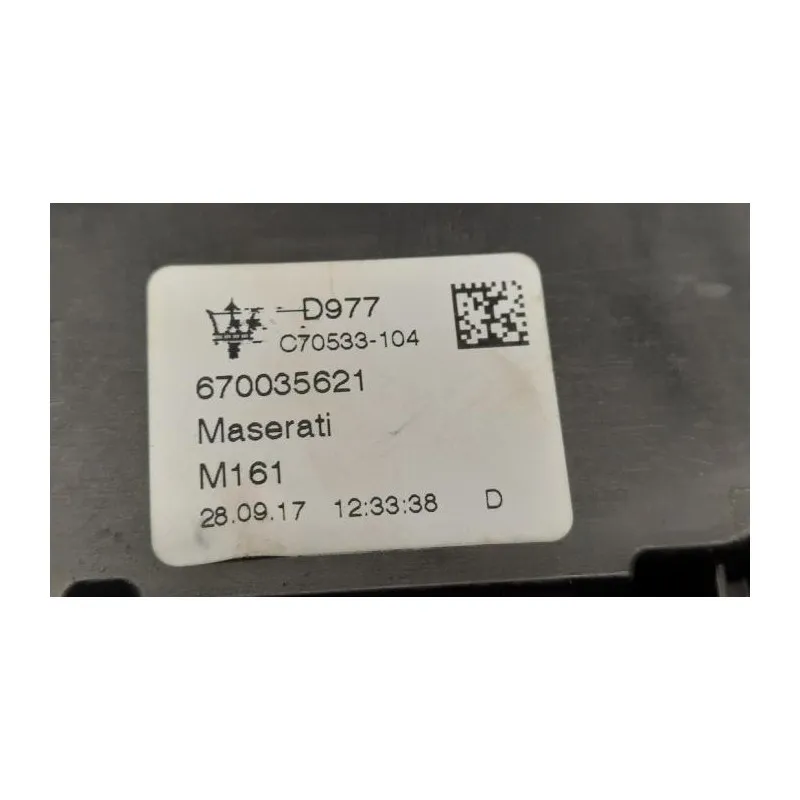 D977
C70533-104
670035621
Maserati
M161
28.09.17 12:33:38 D